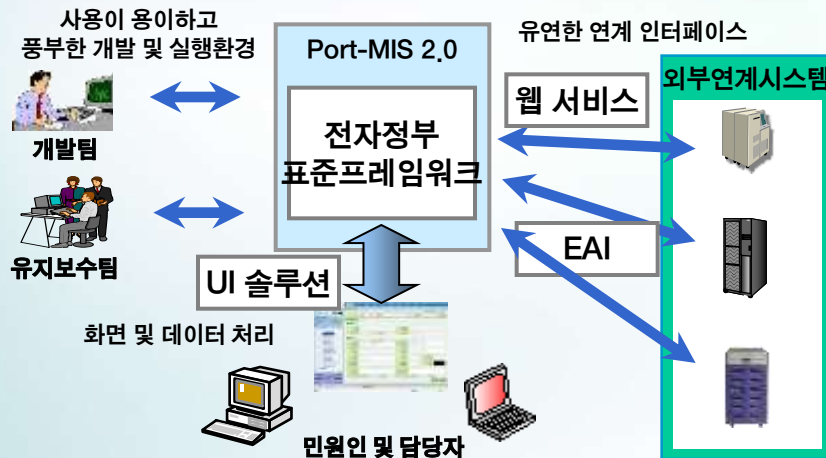 사용이 용이하고
풍부한 개발 및 실행환경
Port-MIS 2.0
유연한 연계 인터페이스
외부연계시스템
웹 서비스
전자정부
표준프레임워크
개발팀
유지보수팀
EAI
UI 솔루션
화면 및 데이터 처리
민원인 및 담당자